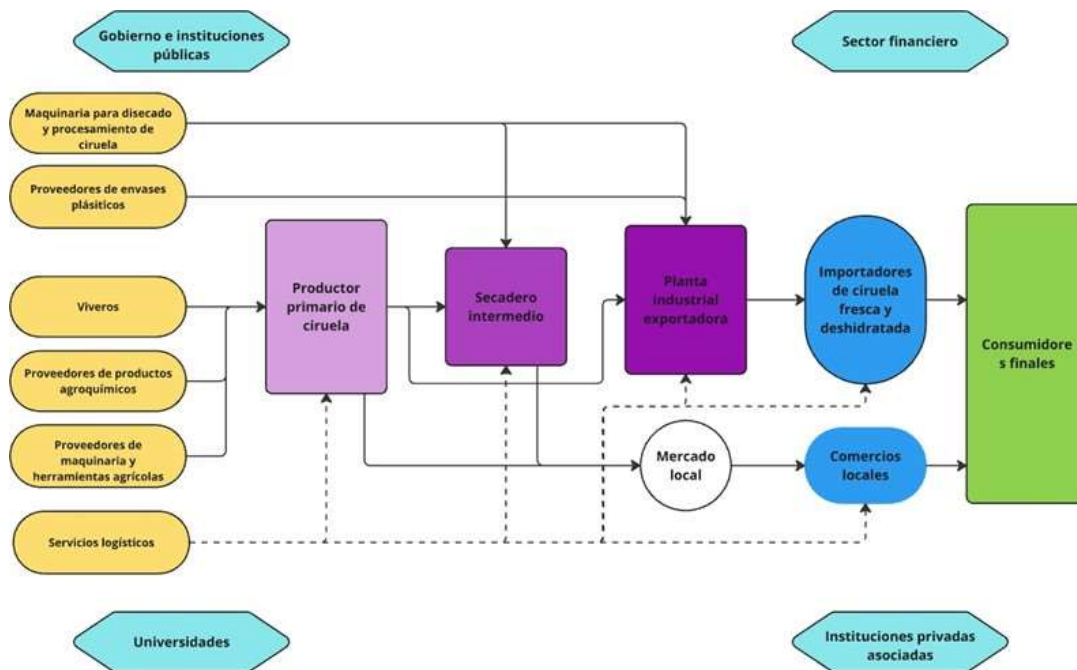 Gobierno e instituciones
públicas
Sector financiero
Maquinaria para disecado
y procesamiento de
ciruela
Proveedores de envases
plásiticos
Viveros
Proveedores de productos
agroquímicos
Proveedores de
maquinaria y
herramientas agrícolas
Servicios logísticos
Productor
primario de
ciruela
Secadero
intermedio
Planta
industrial
exportadora
Importadores
de ciruela
fresca y
deshidratada
Mercado
local
Comercios
locales
Consumidore
s finales
Universidades
Instituciones privadas
asociadas